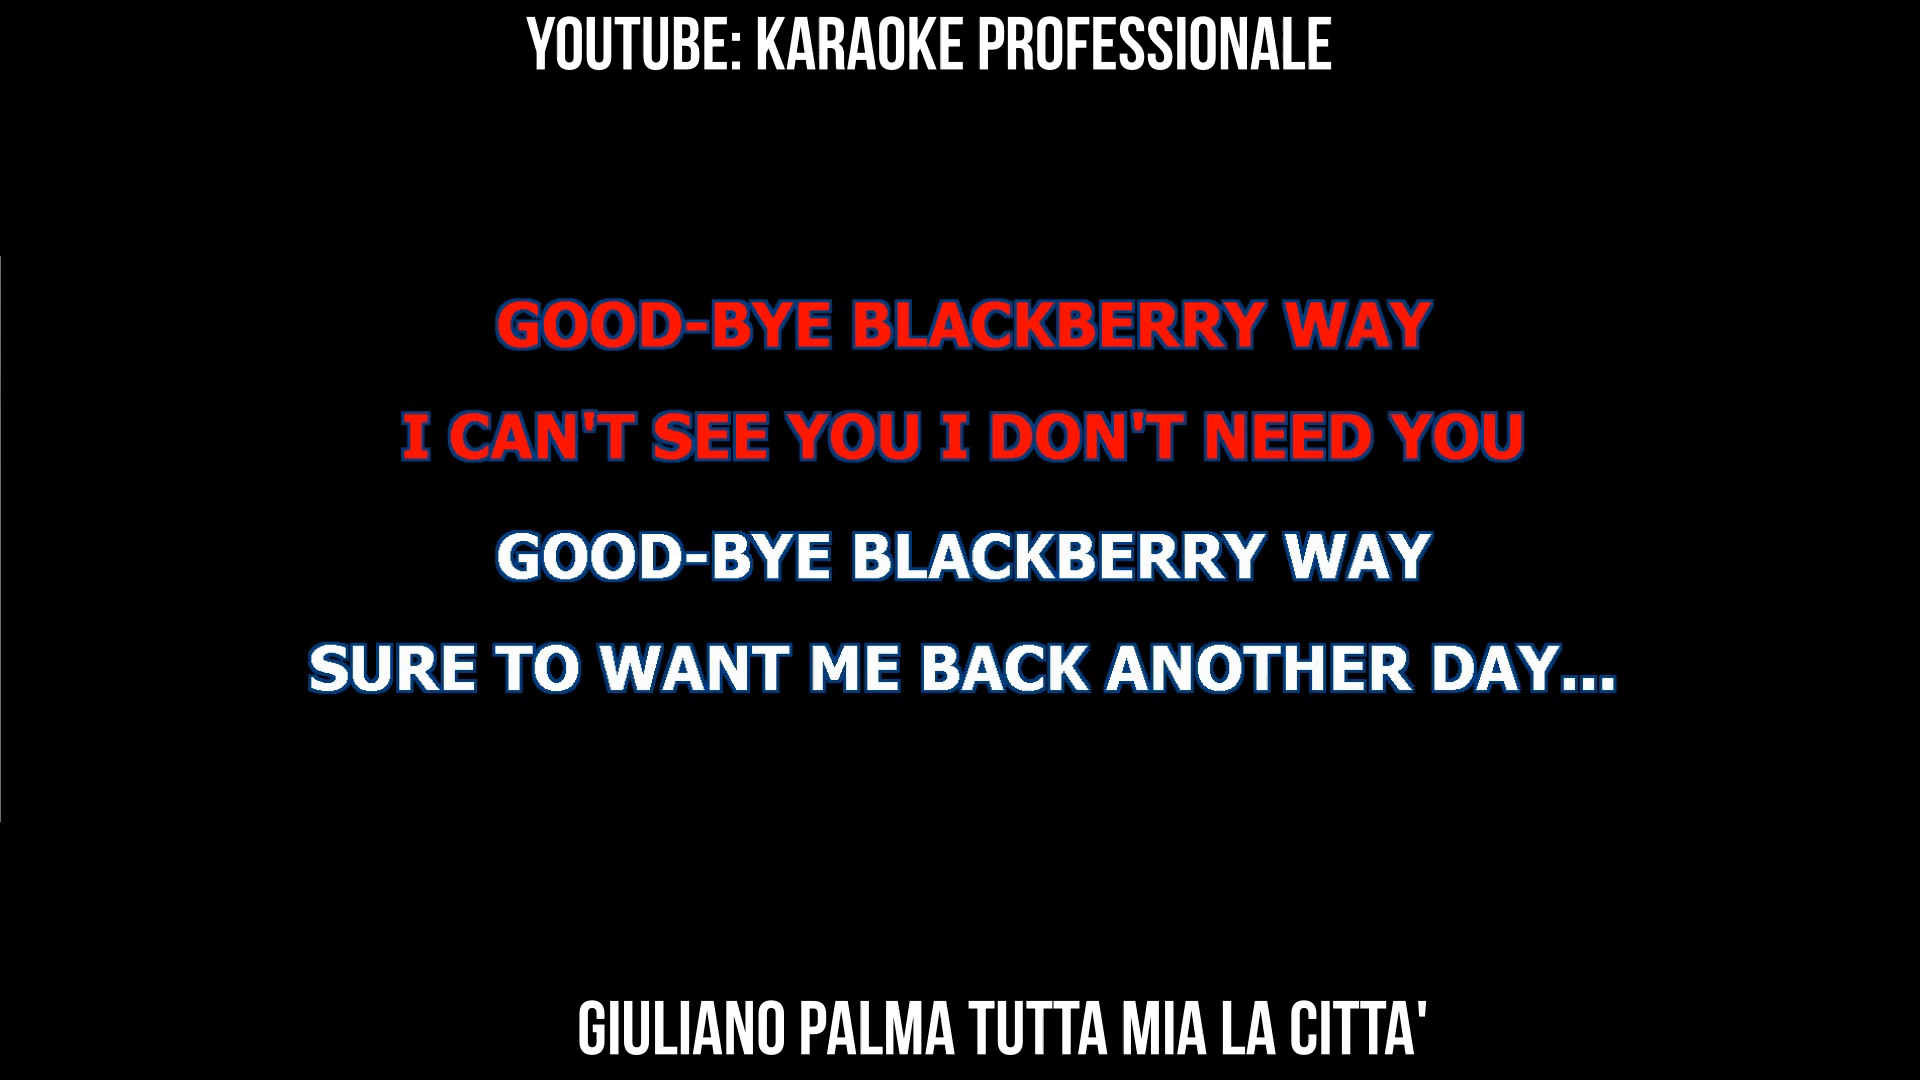 YOUTUBE: KARAOKE PROFESSIONALE
GOOD-BYE BLACKBERRY WAY
I CAN'T SEE YOU I DON'T NEED YOU
GOOD-BYE BLACKBERRY WAY
SURE TO WANT ME BACK ANOTHER DAY...
GIULIANO PALMA TUTTA MIA LA CITTA'